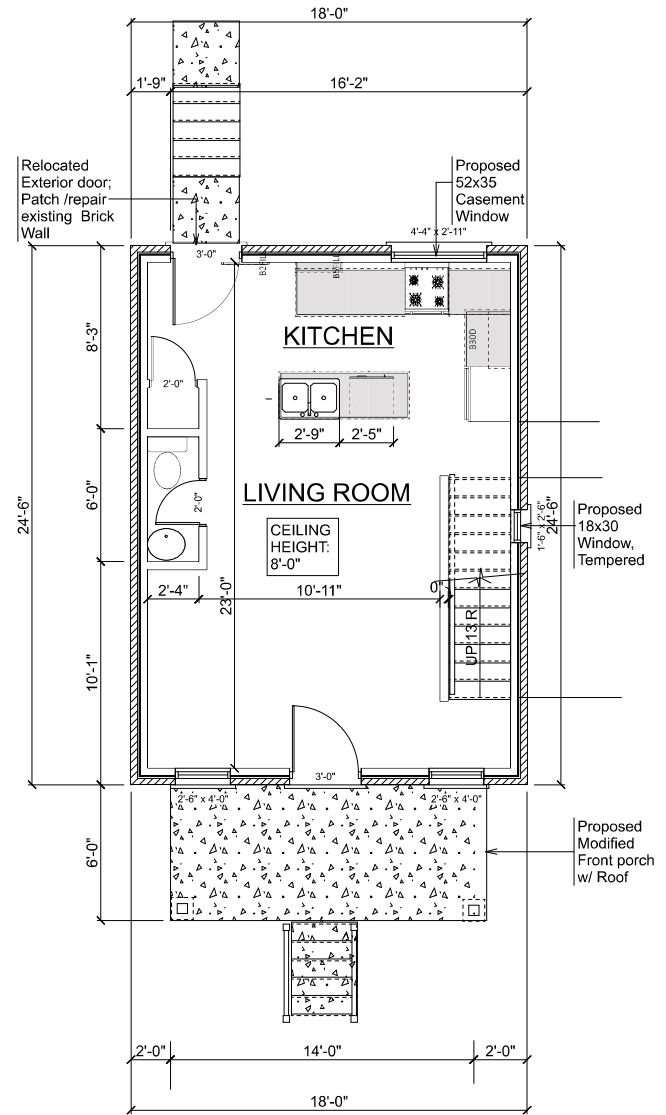 18'-0"
1'-9"
16'-2"
Relocated
Exterior door;
Patch /repair
existing Brick
Wall
Proposed
52x35
Casement
Window
4'-4" x 2'-11"
3'-0"
KITCHEN
B30D
8'-3"
2'-0"
2'-9"
2'-5"
24'-6"
6'-0"
2'-0"
LIVING ROOM
CEILING
HEIGHT:
8'-0"
1'-6" x 2'-6"
24'-6"
Proposed
18x30
Window,
Tempered
2'-4"
23'-0"
10'-11"
0"
UP 13 R
10'-1"
3'-0"
2'-6" x 4'-0"
2'-6" x 4'-0"
6'-0"
Proposed
Modified
Front porch
w/ Roof
2'-0"
14'-0"
2'-0"
18'-0"